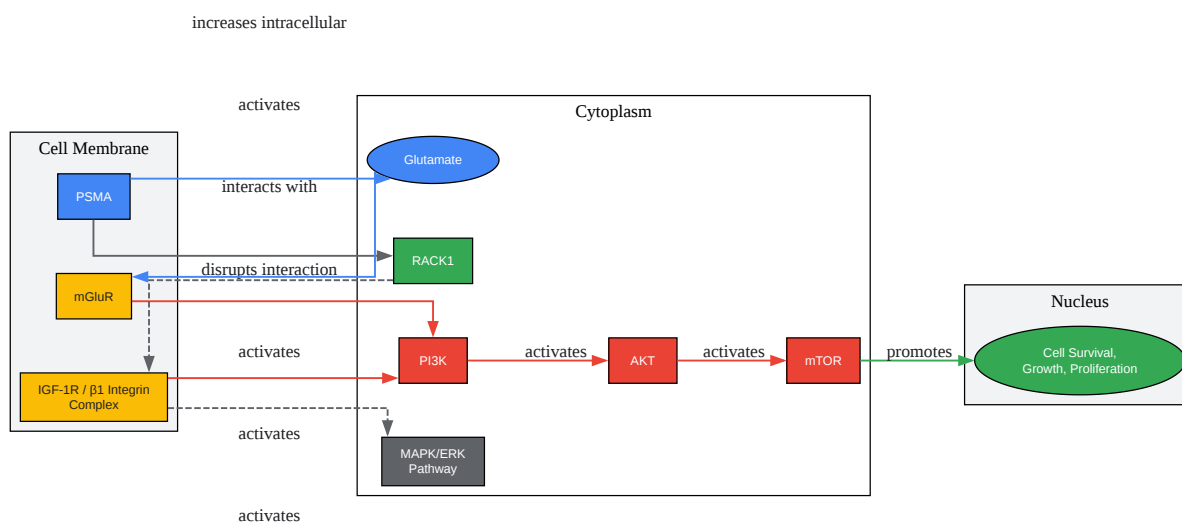 increases intracellular
activates
Cytoplasm
Cell Membrane
Glutamate
PSMA
interacts with
RACK1
disrupts interaction
mGluR
Nucleus
activates
PI3K
activates
AKT
activates
mTOR
promotes
Cell Survival,
Growth, Proliferation
IGF-1R / β1 Integrin
Complex
activates
MAPK/ERK
Pathway
activates